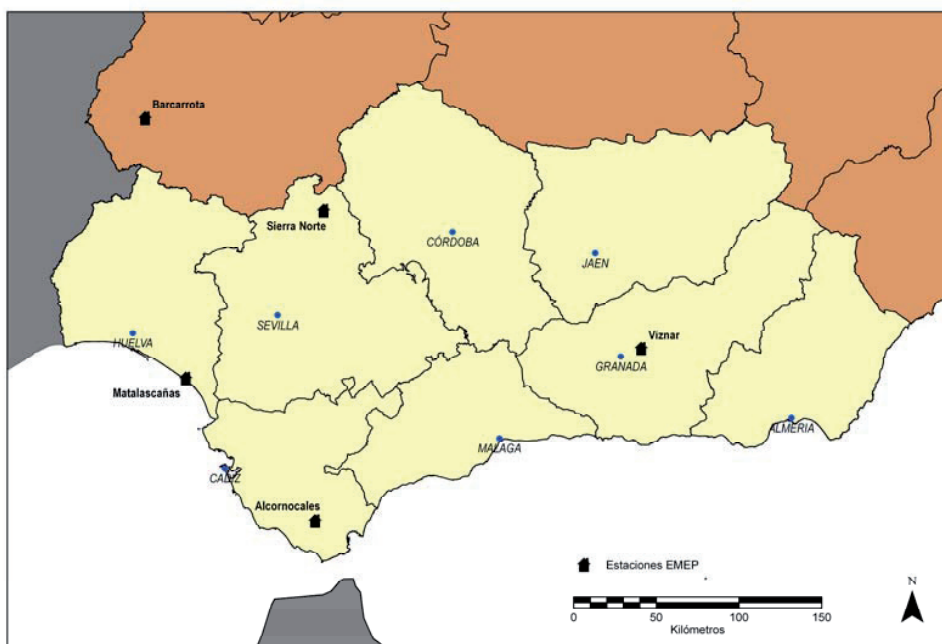 Barcarrota
Sierra Norte
CÓRDOBA
JAEN
SEVILLA
HUELVA
Viznar
GRANADA
Matalascañas
ALMERIA
MALAGA
CADIZ
Alcornocales
Estaciones EMEP
N
0 50 100 150
Kilómetros